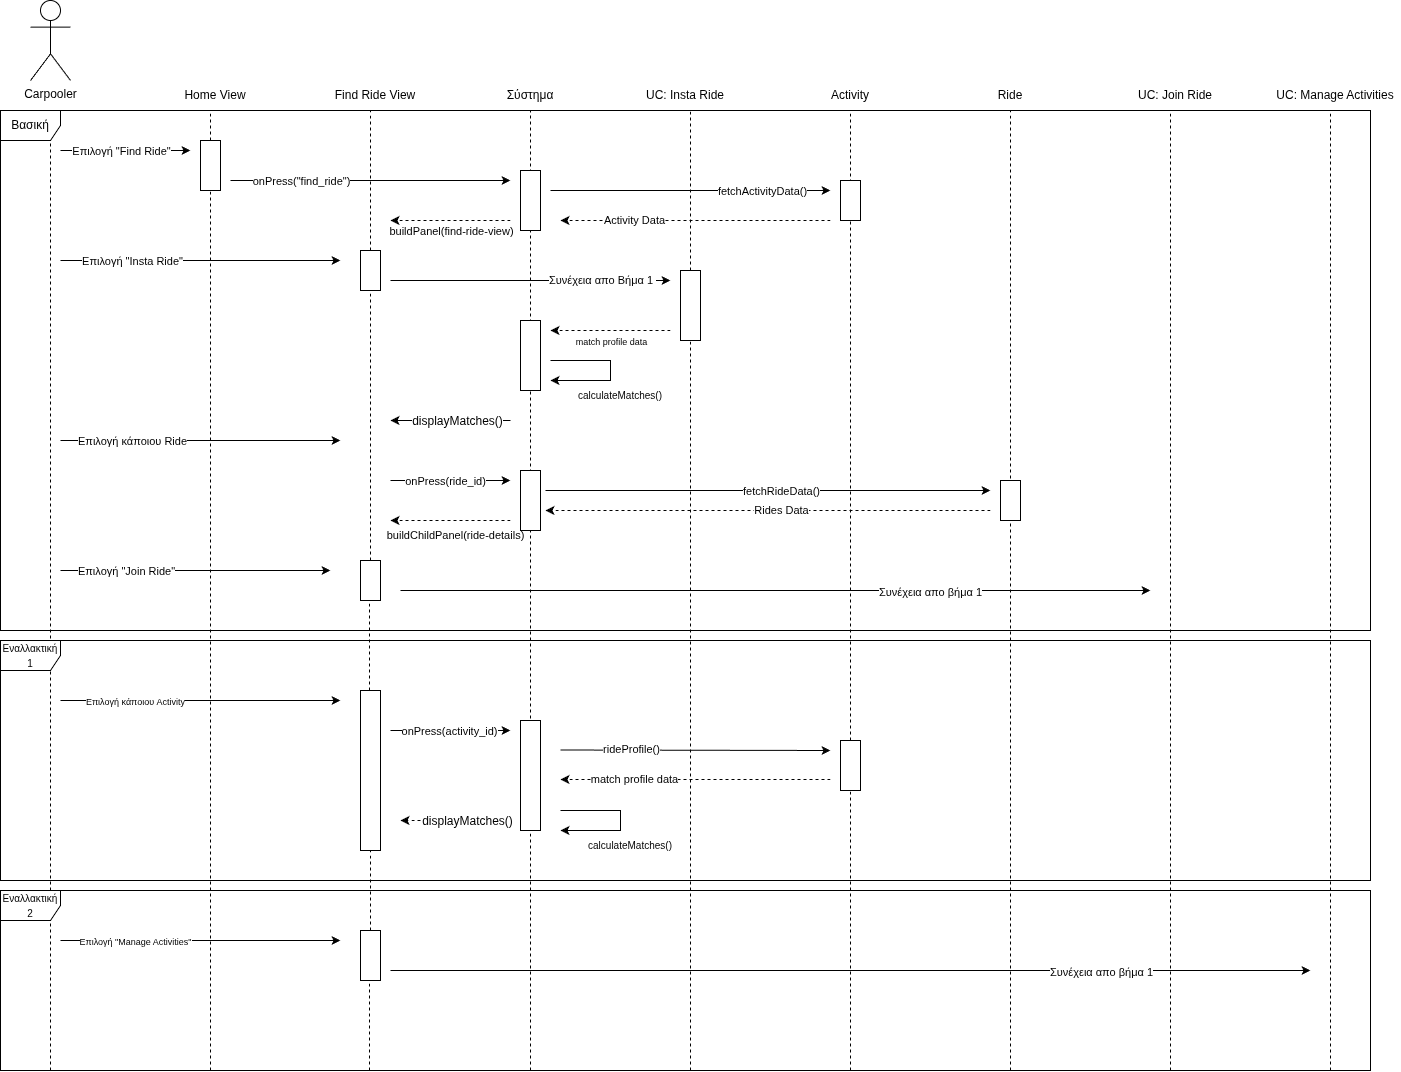 Carpooler
Home View
Find Ride View
Σύστημα
UC: Insta Ride
Activity
Ride
UC: Join Ride
UC: Manage Activities
Βασική
Επιλογή "Find Ride"
onPress("find_ride")
fetchActivityData()
Activity Data
buildPanel(find-ride-view)
Επιλογή "Insta Ride"
Συνέχεια απο Βήμα 1
match profile data
calculateMatches()
displayMatches()
Επιλογή κάποιου Ride
onPress(ride_id)
fetchRideData()
Rides Data
buildChildPanel(ride-details)
Επιλογή "Join Ride"
Συνέχεια απο βήμα 1
Εναλλακτική
1
Επιλογή κάποιου Activity
onPress(activity_id)
rideProfile()
match profile data
displayMatches()
calculateMatches()
Εναλλακτική
2
Επιλογή "Manage Activities"
Συνέχεια απο βήμα 1